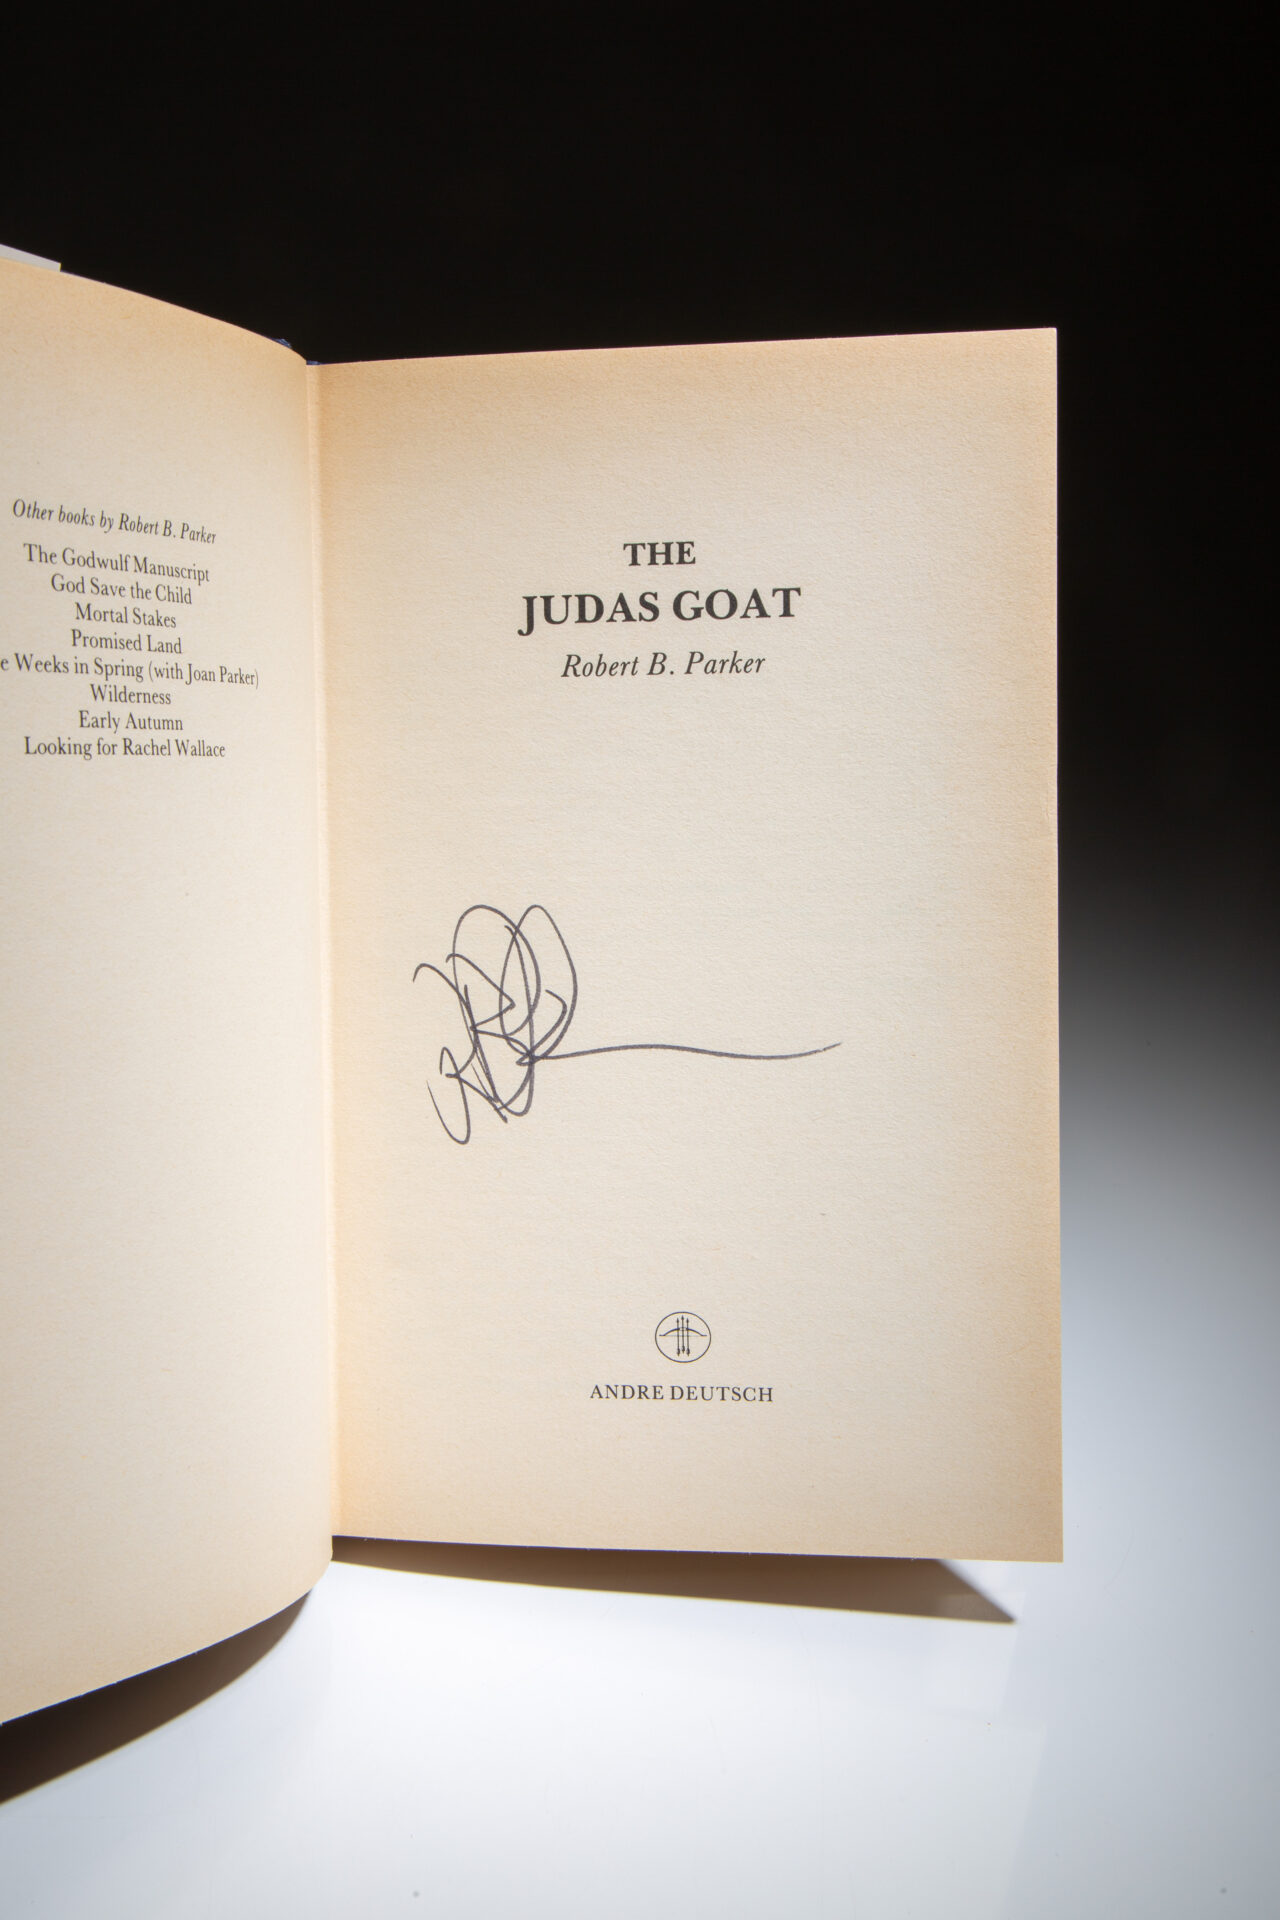 Other books by Robert B. Parker
The Godwulf Manuscript
God Save the Child
Mortal Stakes
Promised Land
e Weeks in Spring (with Joan Parker)
Wilderness
Early Autumn
Looking for Rachel Wallace
THE
JUDAS GOAT
Robert B. Parker
ANDRE DEUTSCH